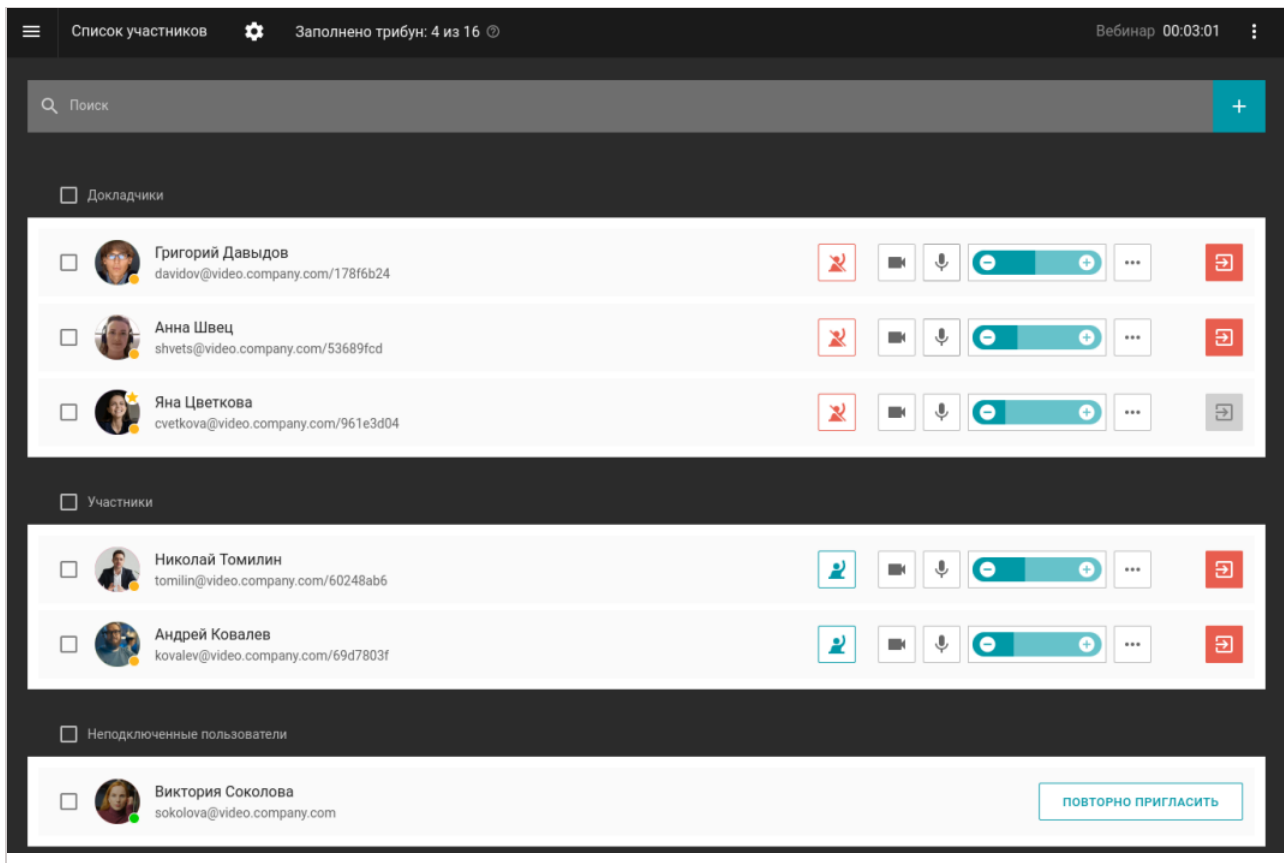 Список участников
Заполнено трибун: 4 из 16
Вебинар 00:03:01
Поиск
Докладчики
Григорий Давыдов
davidov@video.company.com/178f6b24
Анна Швец
shvets@video.company.com/53689fcd
Яна Цветкова
cvetkova@video.company.com/961e3d04
Участники
Николай Томилин
tomilin@video.company.com/60248ab6
Андрей Ковалев
kovalev@video.company.com/69d7803f
Неподключенные пользователи
Виктория Соколова
sokolova@video.company.com
ПОВТОРНО ПРИГЛАСИТЬ